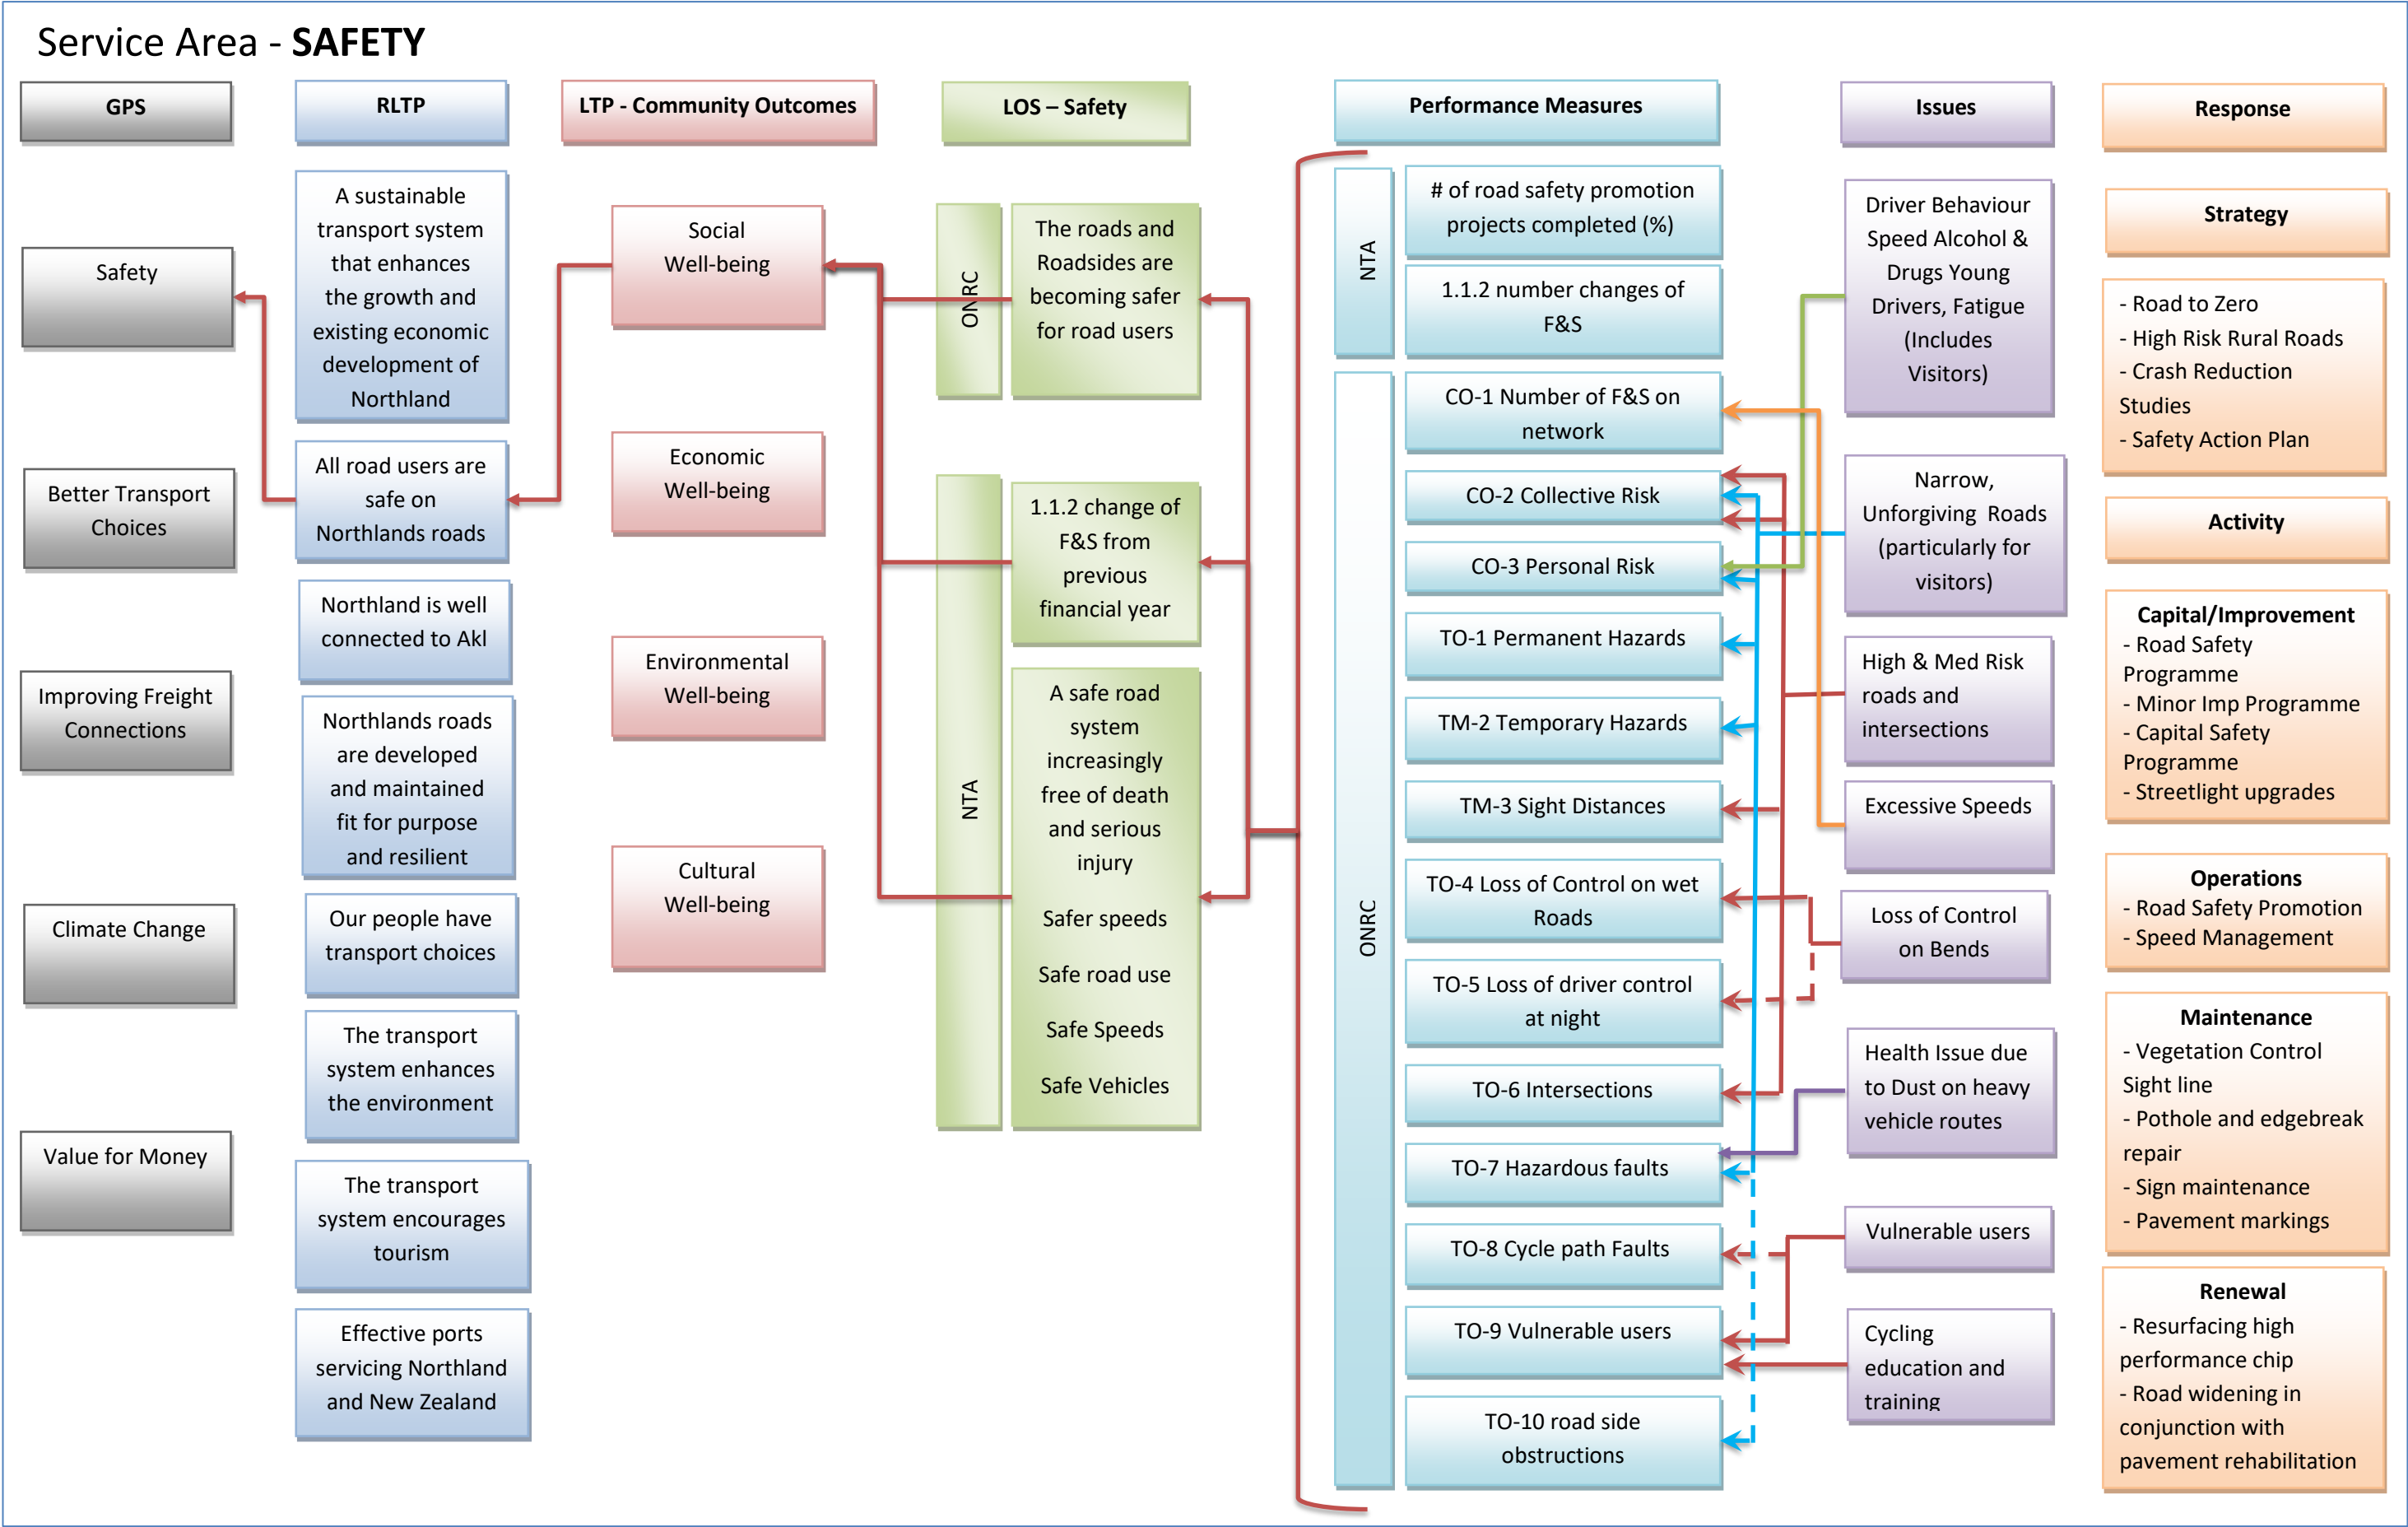 Service Area - SAFETY
GPS
Safety
Better Transport
Choices
Improving Freight
Connections
Climate Change
Value for Money
RLTP
A sustainable
transport system
that enhances
the growth and
existing economic
development of
Northland
All road users are
safe on
Northlands roads
Northland is well
connected to Akl
Northlands roads
are developed
and maintained
fit for purpose
and resilient
Our people have
transport choices
The transport
system enhances
the environment
The transport
system encourages
tourism
Effective ports
servicing Northland
and New Zealand
LTP - Community Outcomes
Social
Well-being
Economic
Well-being
Environmental
Well-being
Cultural
Well-being
LOS – Safety
ONRC
The roads and
Roadsides are
becoming safer
for road users
NTA
1.1.2 change of
F&S from
previous
financial year
A safe road
system
increasingly
free of death
and serious
injury
Safer speeds
Safe road use
Safe Speeds
Safe Vehicles
Performance Measures
NTA
# of road safety promotion
projects completed (%)
1.1.2 number changes of
F&S
ONRC
CO-1 Number of F&S on
network
CO-2 Collective Risk
CO-3 Personal Risk
TO-1 Permanent Hazards
TM-2 Temporary Hazards
TM-3 Sight Distances
TO-4 Loss of Control on wet
Roads
TO-5 Loss of driver control
at night
TO-6 Intersections
TO-7 Hazardous faults
TO-8 Cycle path Faults
TO-9 Vulnerable users
TO-10 road side
obstructions
Issues
Driver Behaviour
Speed Alcohol &
Drugs Young
Drivers, Fatigue
(Includes
Visitors)
Narrow,
Unforgiving Roads
(particularly for
visitors)
High & Med Risk
roads and
intersections
Excessive Speeds
Loss of Control
on Bends
Health Issue due
to Dust on heavy
vehicle routes
Vulnerable users
Cycling
education and
training
Response
Strategy
- Road to Zero
- High Risk Rural Roads
- Crash Reduction
Studies
- Safety Action Plan
Activity
Capital/Improvement
- Road Safety
Programme
- Minor Imp Programme
- Capital Safety
Programme
- Streetlight upgrades
Operations
- Road Safety Promotion
- Speed Management
Maintenance
- Vegetation Control
Sight line
- Pothole and edgebreak
repair
- Sign maintenance
- Pavement markings
Renewal
- Resurfacing high
performance chip
- Road widening in
conjunction with
pavement rehabilitation